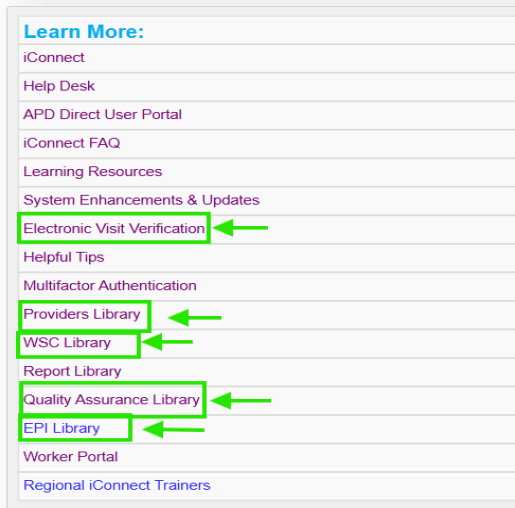 Learn More:
iConnect
Help Desk
APD Direct User Portal
iConnect FAQ
Learning Resources
System Enhancements & Updates
Electronic Visit Verification
Helpful Tips
Multifactor Authentication
Providers Library
WSC Library
Report Library
Quality Assurance Library
EPI Library
Worker Portal
Regional iConnect Trainers